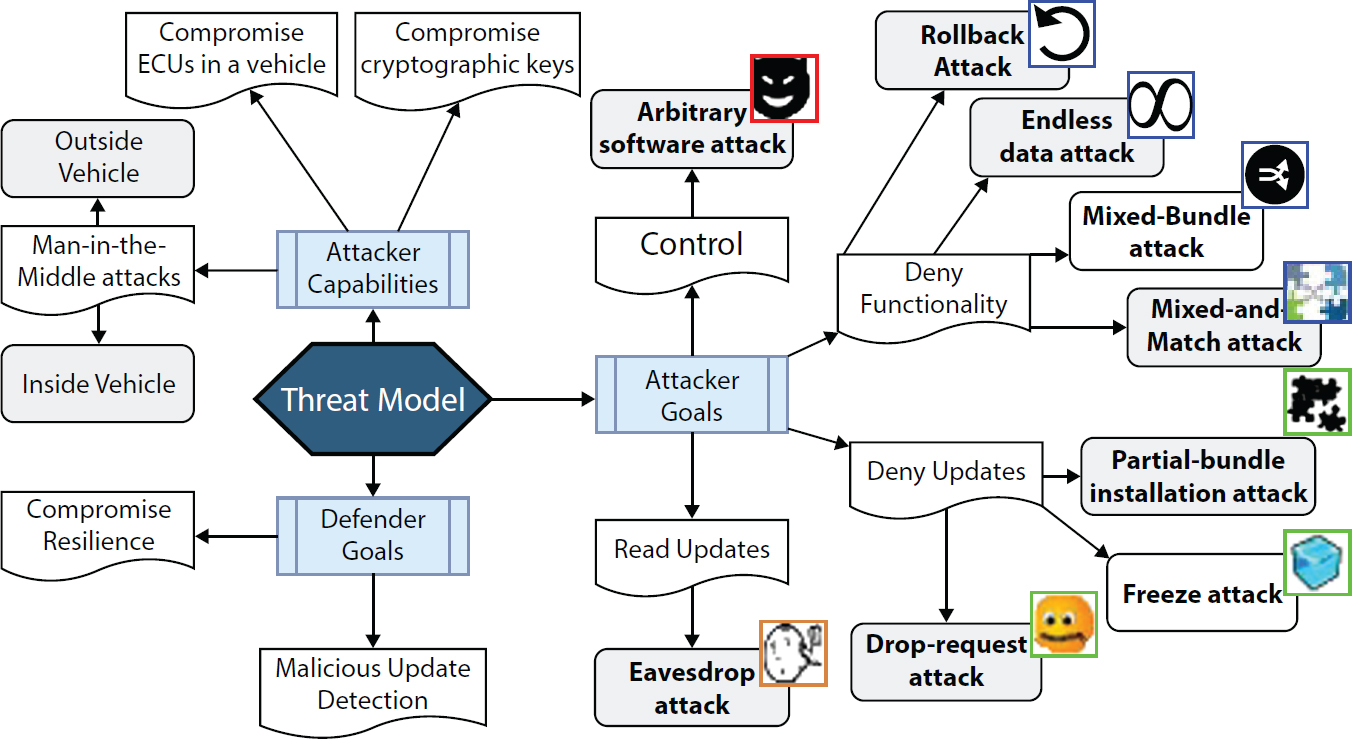 Compromise
ECUs in a vehicle
Compromise
cryptographic keys
Outside
Vehicle
Man-in-the-
Middle attacks
Inside Vehicle
Attacker
Capabilities
Threat Model
Compromise
Resilience
Defender
Goals
Malicious Update
Detection
Arbitrary
software attack
Control
Attacker
Goals
Read Updates
Eavesdrop
attack
Rollback
Attack
Endless
data attack
Mixed-Bundle
attack
Deny
Functionality
Mixed-and-
Match attack
Deny Updates
Partial-bundle
installation attack
Freeze attack
Drop-request
attack